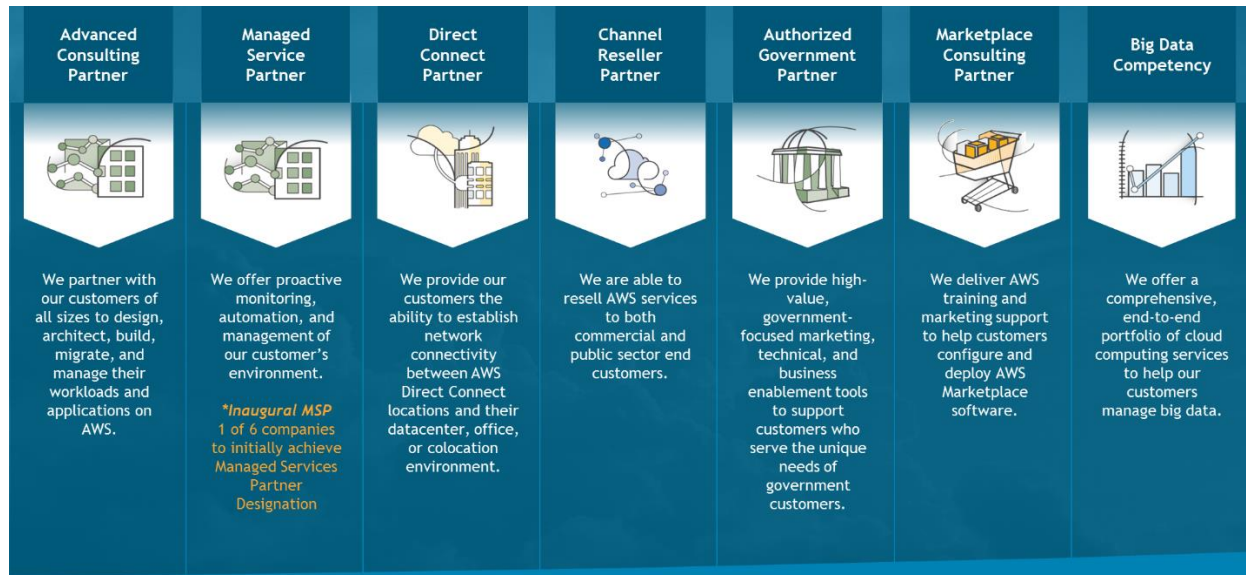 Advanced
Consulting
Partner
We partner with
our customers of
all sizes to design,
architect, build,
migrate, and
manage their
workloads and
applications on
AWS.
Managed
Service
Partner
We offer proactive
monitoring,
automation, and
management of
our customer’s
environment.
*Inaugural MSP
1 of 6 companies
to initially achieve
Managed Services
Partner
Designation
Direct
Connect
Partner
We provide our
customers the
ability to establish
network
connectivity
between AWS
Direct Connect
locations and their
datacenter, office,
or colocation
environment.
Channel
Reseller
Partner
We are able to
resell AWS services
to both
commercial and
public sector end
customers.
Authorized
Government
Partner
We provide high-
value,
government-
focused marketing,
technical, and
business
enablement tools
to support
customers who
serve the unique
needs of
government
customers.
Marketplace
Consulting
Partner
We deliver AWS
training and
marketing support
to help customers
configure and
deploy AWS
Marketplace
software.
Big Data
Competency
We offer a
comprehensive,
end-to-end
portfolio of cloud
computing services
to help our
customers
manage big data.